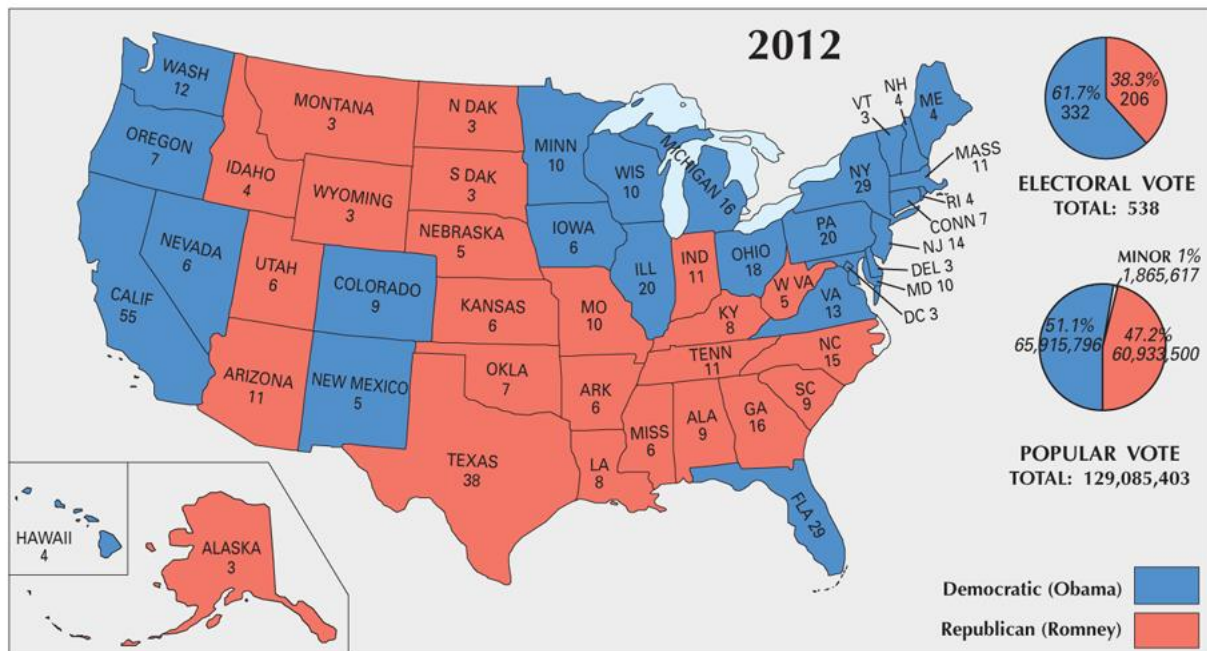 2012
WASH
12
OREGON
7
CALIF
55
NEVADA
6
IDAHO
4
MONTANA
3
WYOMING
3
UTAH
6
COLORADO
9
ARIZONA
11
NEW MEXICO
5
N DAK
3
S DAK
3
NEBRASKA
5
KANSAS
6
OKLA
7
TEXAS
38
MINN
10
IOWA
6
MO
10
ARK
6
LA
8
WIS
10
ILL
20
MICHIGAN 16
IND
11
OHIO
18
KY
8
TENN
11
MISS
6
ALA
9
GA
16
FLA 29
SC
9
NC
15
VA
13
W VA
5
PA
20
NY
29
VT
3
NH
4
ME
4
MASS
11
RI 4
CONN 7
NJ 14
DEL 3
MD 10
DC 3
HAWAII
4
ALASKA
3
61.7%
332
38.3%
206
ELECTORAL VOTE
TOTAL: 538
MINOR 1%
1,865,617
51.1%
65,915,796
47.2%
60,933,500
POPULAR VOTE
TOTAL: 129,085,403
Democratic (Obama)
Republican (Romney)